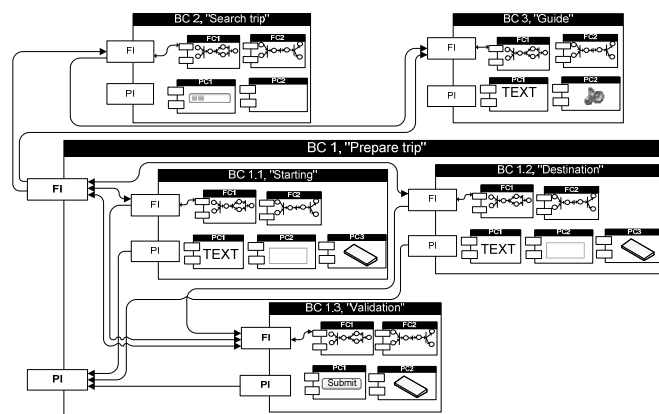 BC 2, "Search trip"
FI
FC1
FC2
PI
PC1
PC2
BC 3, "Guide"
FI
FC1
FC2
PI
PC1
TEXT
PC2
BC 1, "Prepare trip"
FI
PI
BC 1.1, "Starting"
FI
FC1
FC2
PI
PC1
TEXT
PC2
PC3
BC 1.2, "Destination"
FI
FC1
FC2
PI
PC1
TEXT
PC2
PC3
BC 1.3, "Validation"
FI
FC1
FC2
PI
PC1
Submit
PC2